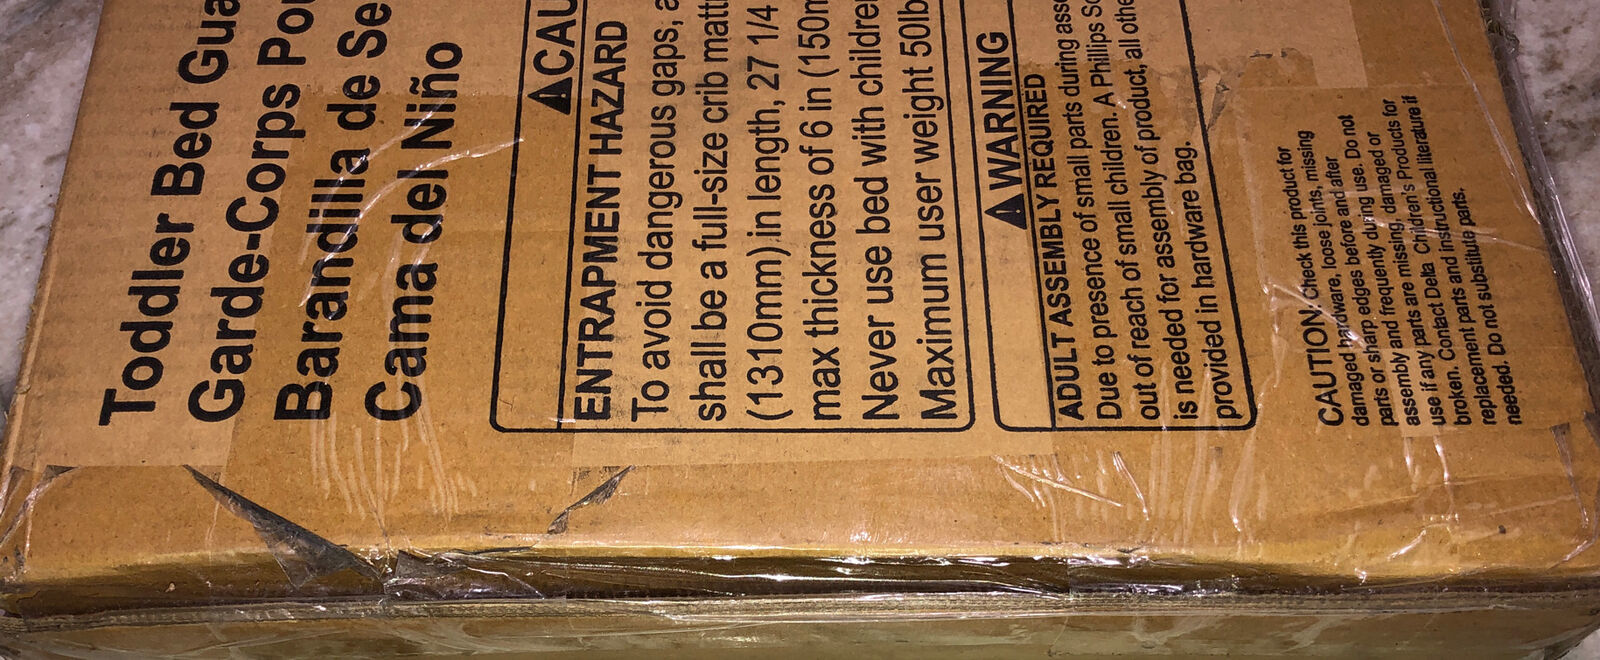 Toddler Bed Gua
Garde-Corps Pou
Barandilla de Se
Cama del Niño
CAU
ENTRAPMENT HAZARD
To avoid dangerous gaps, a
shall be a full-size crib mattr
(1310mm) in length, 27 1/4
max thickness of 6 in (150m
Never use bed with children
Maximum user weight 50lb
WARNING
ADULT ASSEMBLY REQUIRED
Due to presence of small parts during asse
out of reach of small children. A Phillips Sc
is needed for assembly of product, all othe
provided in hardware bag.
CAUTION: Check this product for
damaged hardware, loose joints, missing
parts or sharp edges before and after
assembly and frequently during use. Do not
use if any parts are missing, damaged or
broken. Contact Delta Children's Products for
replacement parts and instructional literature if
needed. Do not substitute parts.